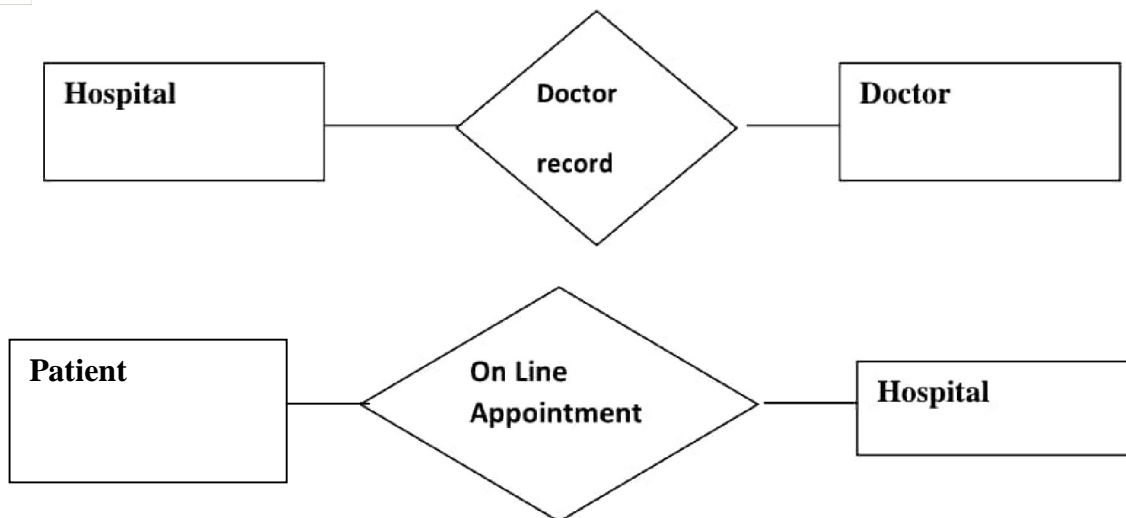 Hospital
Doctor
record
Doctor
Patient
On Line
Appointment
Hospital